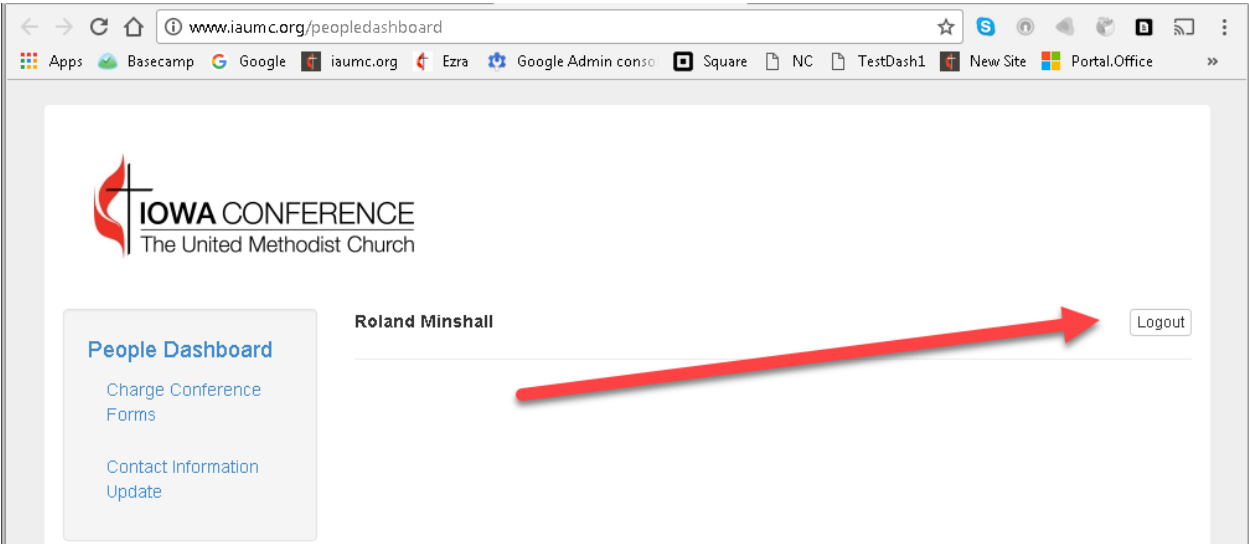 www.iaumc.org/peopledashboard
Apps Basecamp Google iaumc.org Ezra Google Admin conso Square NC TestDash1 New Site Portal.Office »
IOWA CONFERENCE
The United Methodist Church
Roland Minshall
Logout
People Dashboard
Charge Conference
Forms
Contact Information
Update